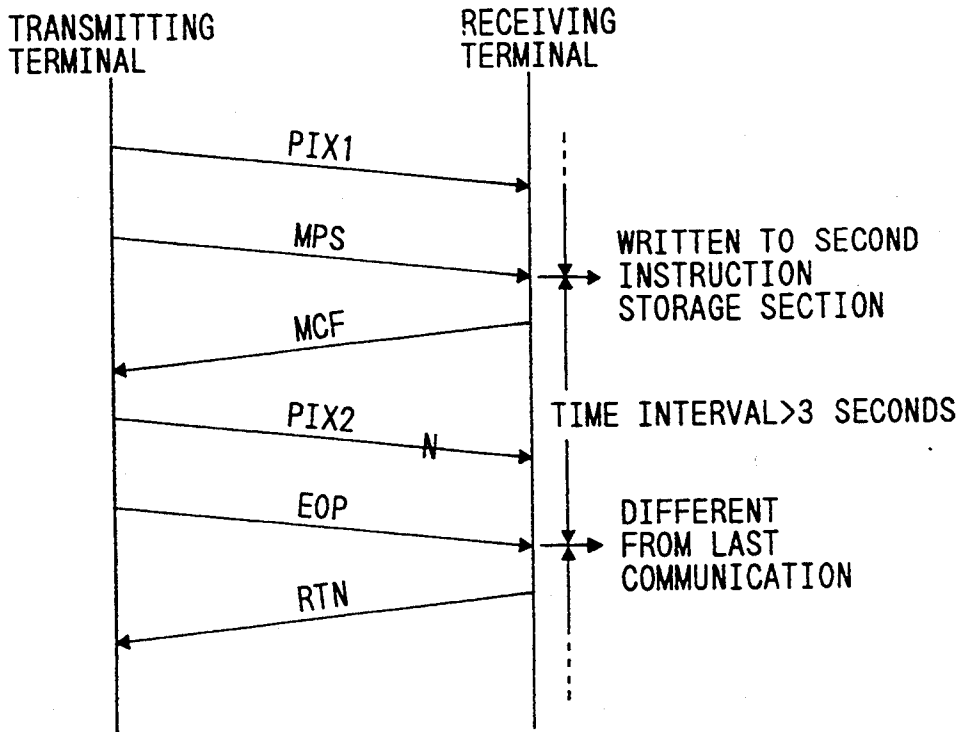 TRANSMITTING
TERMINAL
RECEIVING
TERMINAL
PIX1
MPS
WRITTEN TO SECOND
INSTRUCTION
STORAGE SECTION
MCF
TIME INTERVAL>3 SECONDS
PIX2
N
EOP
DIFFERENT
FROM LAST
COMMUNICATION
RTN